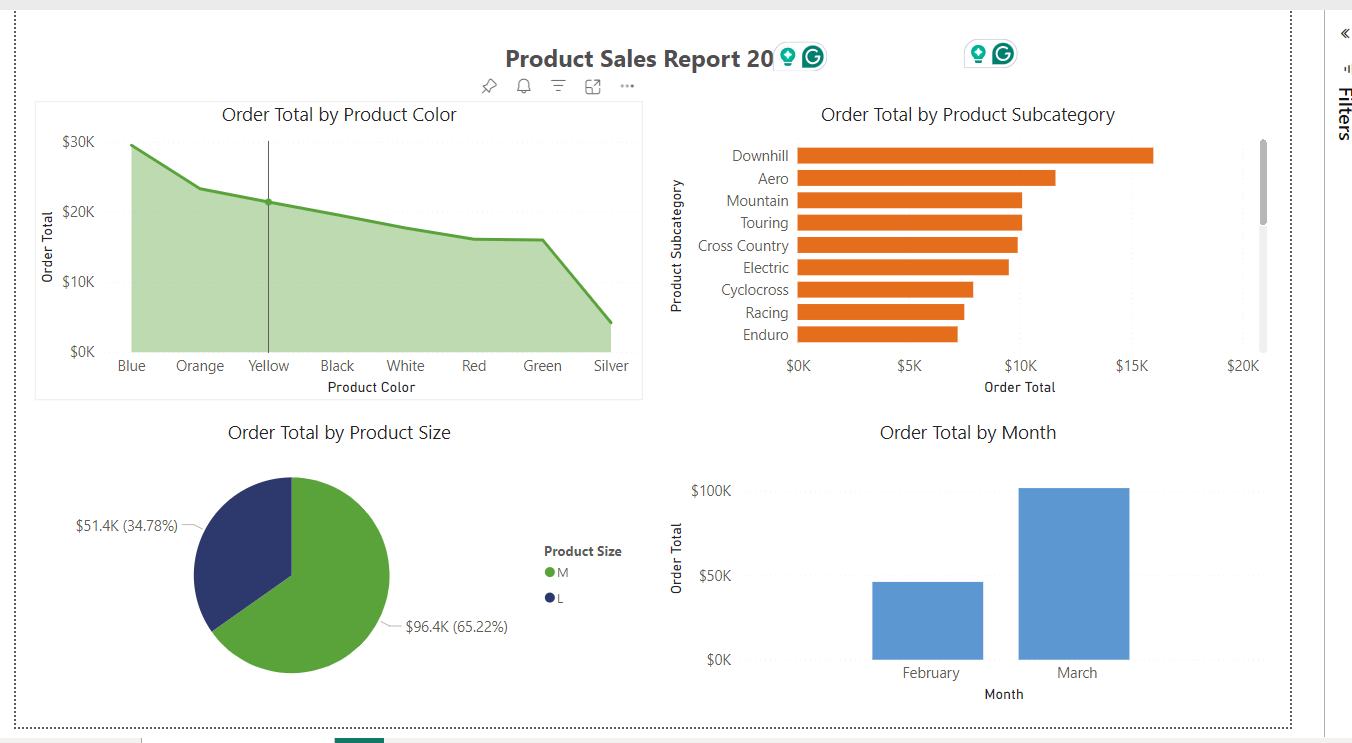 Product Sales Report 20
Filters
Order Total by Product Color
$30K
$20K
$10K
$0K
Order Total
Blue Orange Yellow Black White Red Green Silver
Product Color
Order Total by Product Subcategory
Product Subcategory
Downhill
Aero
Mountain
Touring
Cross Country
Electric
Cyclocross
Racing
Enduro
$0K $5K $10K $15K $20K
Order Total
Order Total by Product Size
$51.4K (34.78%)
$96.4K (65.22%)
Product Size
M
L
Order Total by Month
$100K
$50K
$0K
Order Total
February March
Month